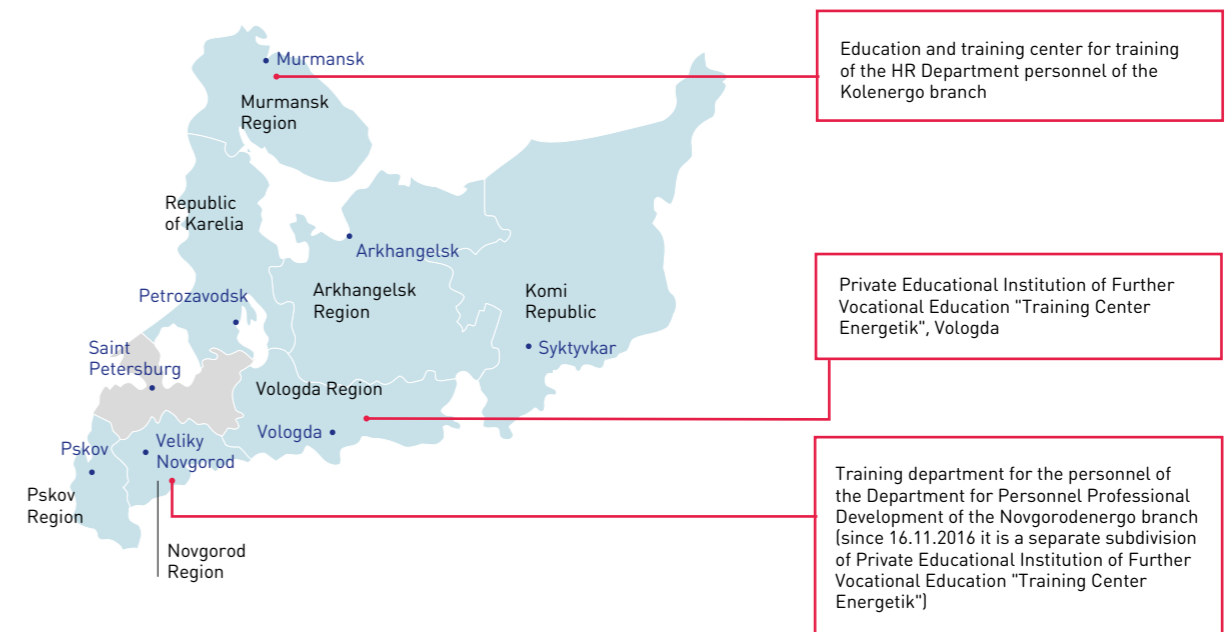 Murmansk
Murmansk
Region
Education and training center for training
of the HR Department personnel of the
Kolenergo branch
Republic
of Karelia
Arkhangelsk
Arkhangelsk
Region
Komi
Republic
Petrozavodsk
Syktyvkar
Saint
Petersburg
Private Educational Institution of Further
Vocational Education "Training Center
Energetik", Vologda
Vologda Region
Vologda
Pskov
Veliky
Novgorod
Pskov
Region
Novgorod
Region
Training department for the personnel of
the Department for Personnel Professional
Development of the Novgorodenergo branch
(since 16.11.2016 it is a separate subdivision
of Private Educational Institution of Further
Vocational Education "Training Center
Energetik")